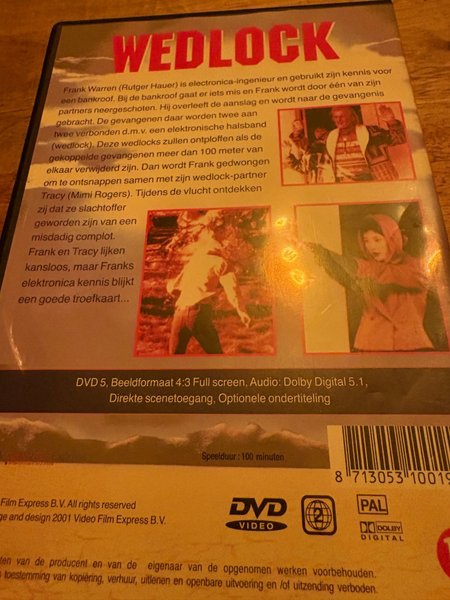 WEDLOCK
Frank Warren (Rutger Hauer) is electronica-ingenieur en gebruikt zijn kennis voor
een bankroof. Bij de bankroof gaat er iets mis en Frank wordt door één van zijn
partners neergeschoten. Hij overleeft de aanslag en wordt naar de gevangenis
gebracht. De gevangenen daar worden twee aan
twee verbonden d.m.v. een elektronische halsband
(wedlock). Deze wedlocks zullen ontploffen als de
gekoppelde gevangenen meer dan 100 meter van
elkaar verwijderd zijn. Dan wordt Frank gedwongen
om te ontsnappen samen met zijn wedlock-partner
Tracy (Mimi Rogers). Tijdens de vlucht ontdekken
zij dat ze slachtoffer
geworden zijn van een
misdadig complot.
Frank en Tracy lijken
kansloos, maar Franks
elektronica kennis blijkt
een goede troefkaart...
DVD 5, Beeldformaat 4:3 Full screen, Audio: Dolby Digital 5.1,
Direkte scenetoegang, Optionele ondertiteling
Speelduur: 100 minuten
8 713053 10019
Film Express B.V. All rights reserved
ge and design 2001 Video Film Express B.V.
DVD
VIDEO
2
PAL
DOLBY
DIGITAL
ten van de producent en van de eigenaar van de opgenomen werken voorbehouden.
toestemming van kopiëring, verhuur, uitlenen en openbare uitvoering en /of uitzending verboden.